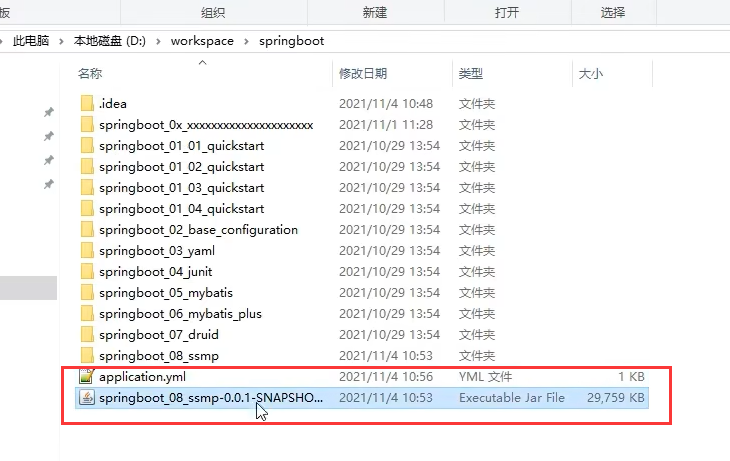 板 组织 新建 打开 选择
此电脑 > 本地磁盘 (D:) > workspace > springboot
名称 修改日期 类型 大小
.idea 2021/11/4 10:48 文件夹
springboot_0x_xxxxxxxxxxxxxxxxxxxxx 2021/11/1 11:28 文件夹
springboot_01_01_quickstart 2021/10/29 13:54 文件夹
springboot_01_02_quickstart 2021/10/29 13:54 文件夹
springboot_01_03_quickstart 2021/10/29 13:54 文件夹
springboot_01_04_quickstart 2021/10/29 13:54 文件夹
springboot_02_base_configuration 2021/10/29 13:54 文件夹
springboot_03_yaml 2021/10/29 13:54 文件夹
springboot_04_junit 2021/10/29 13:54 文件夹
springboot_05_mybatis 2021/10/29 13:54 文件夹
springboot_06_mybatis_plus 2021/10/29 13:54 文件夹
springboot_07_druid 2021/10/29 13:54 文件夹
springboot_08_ssmp 2021/11/4 10:53 文件夹
application.yml 2021/11/4 10:56 YML 文件 1 KB
springboot_08_ssmp-0.0.1-SNAPSHO... 2021/11/4 10:53 Executable Jar File 29,759 KB